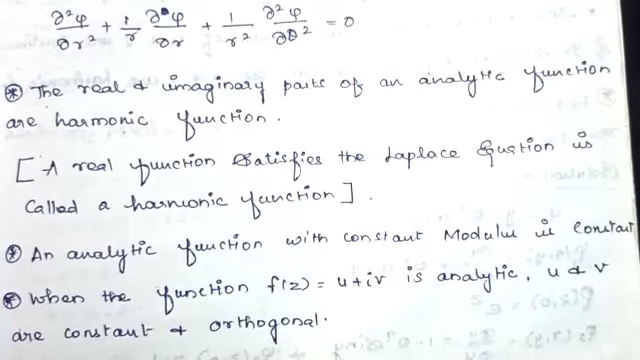 ∂²φ/∂r² + 1/r ∂φ/∂r + 1/r² ∂²φ/∂θ² = 0
⊛ The real & imaginary parts of an analytic function
are harmonic function.
[A real function Satisfies the Laplace Equation is
Called a harmonic function].
⊛ An analytic function with constant Modulus is Constant
⊛ When the function f(z) = u + iv is analytic, u & v
are constant & orthogonal.